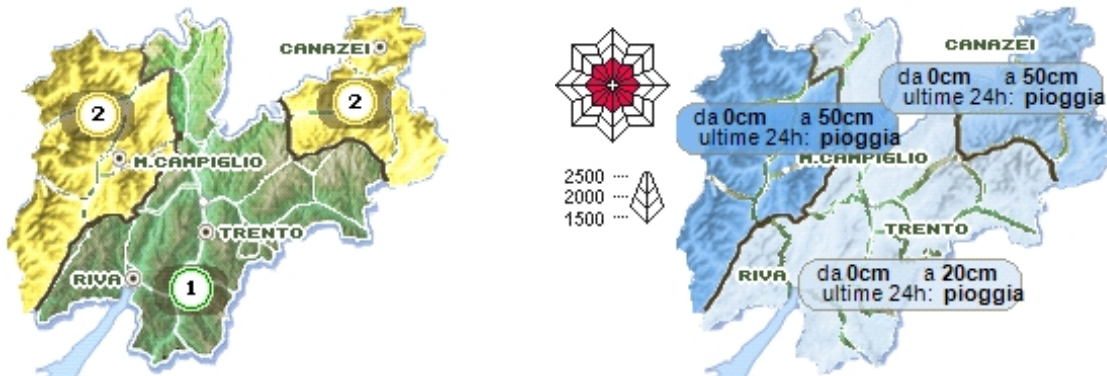 CANAZEI
2
2
M.CAMPIGLIO
TRENTO
RIVA
1
2500
2000
1500
CANAZEI
da 0cm a 50cm
ultime 24h: pioggia
da 0cm a 50cm
ultime 24h: pioggia
M.CAMPIGLIO
TRENTO
RIVA
da 0cm a 20cm
ultime 24h: pioggia